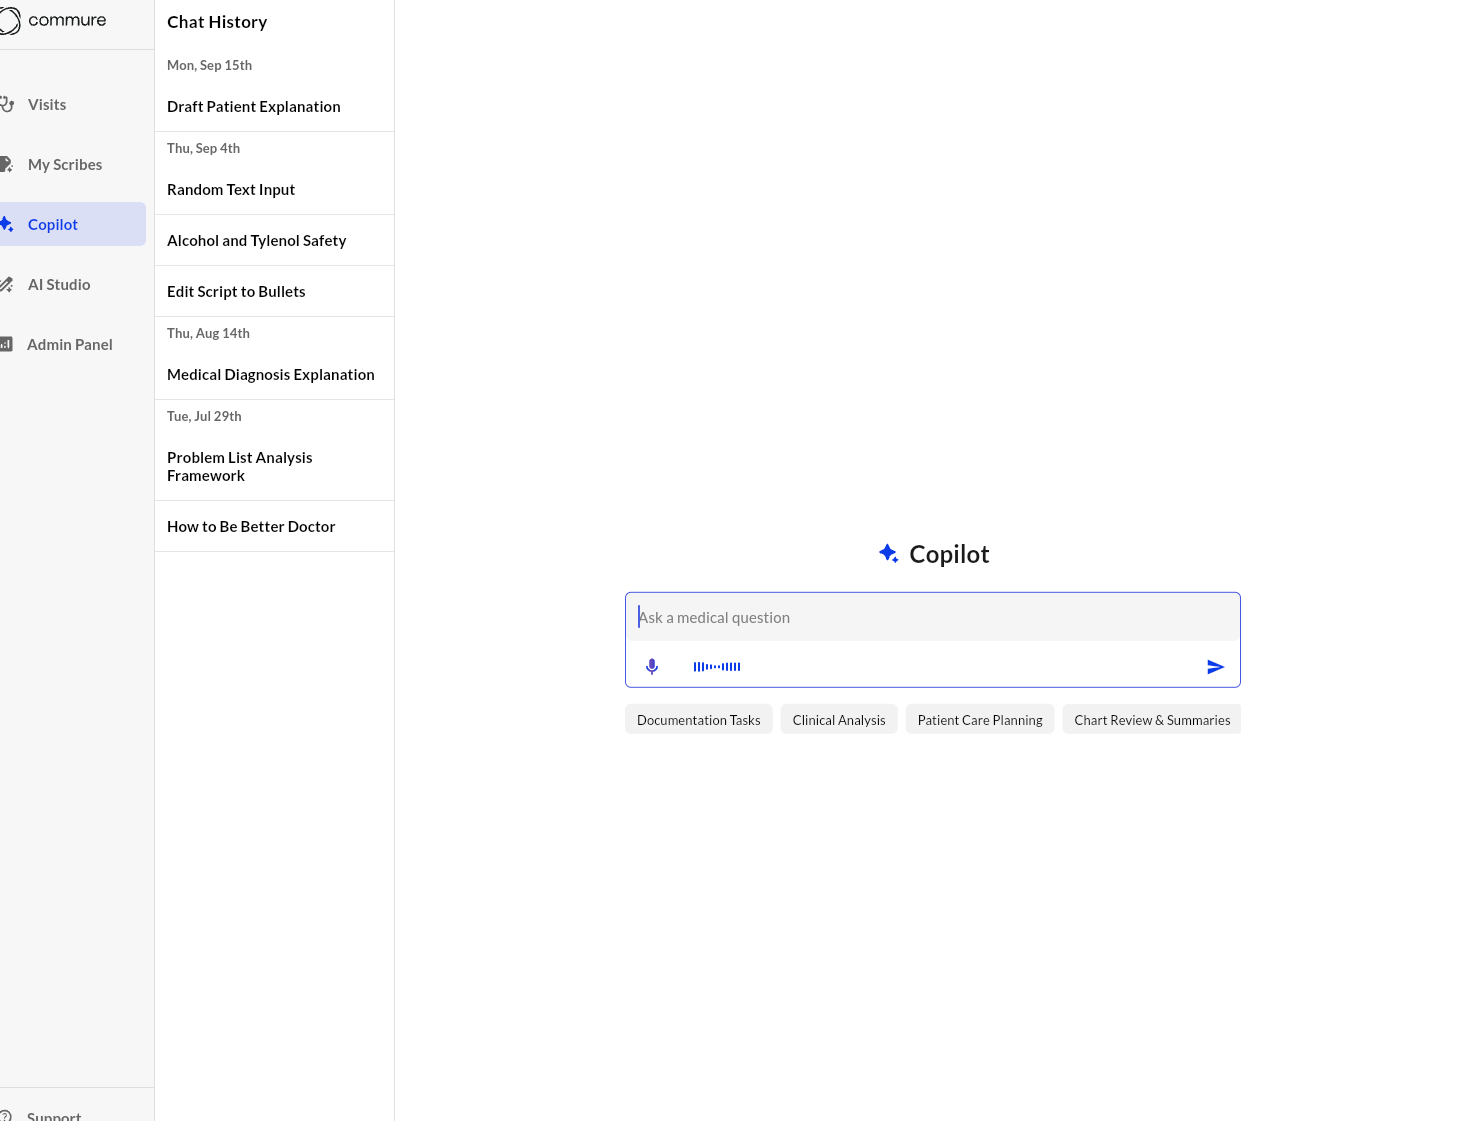 commure
Visits
My Scribes
Copilot
AI Studio
Admin Panel
Support
Chat History
Mon, Sep 15th
Draft Patient Explanation
Thu, Sep 4th
Random Text Input
Alcohol and Tylenol Safety
Edit Script to Bullets
Thu, Aug 14th
Medical Diagnosis Explanation
Tue, Jul 29th
Problem List Analysis
Framework
How to Be Better Doctor
Copilot
Ask a medical question
Documentation Tasks
Clinical Analysis
Patient Care Planning
Chart Review & Summaries